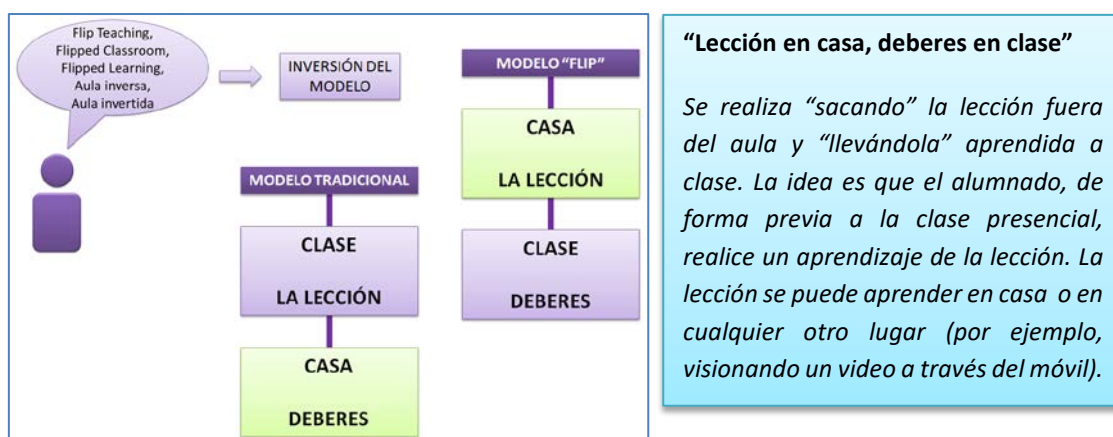 Flip Teaching,
Flipped Classroom,
Flipped Learning,
Aula inversa,
Aula invertida
INVERSIÓN DEL
MODELO
MODELO TRADICIONAL
CLASE
LA LECCIÓN
CASA
DEBERES
MODELO “FLIP”
CASA
LA LECCIÓN
CLASE
DEBERES
“Lección en casa, deberes en clase”
Se realiza “sacando” la lección fuera
del aula y “llevándola” aprendida a
clase. La idea es que el alumnado, de
forma previa a la clase presencial,
realice un aprendizaje de la lección. La
lección se puede aprender en casa o en
cualquier otro lugar (por ejemplo,
visionando un video a través del móvil).